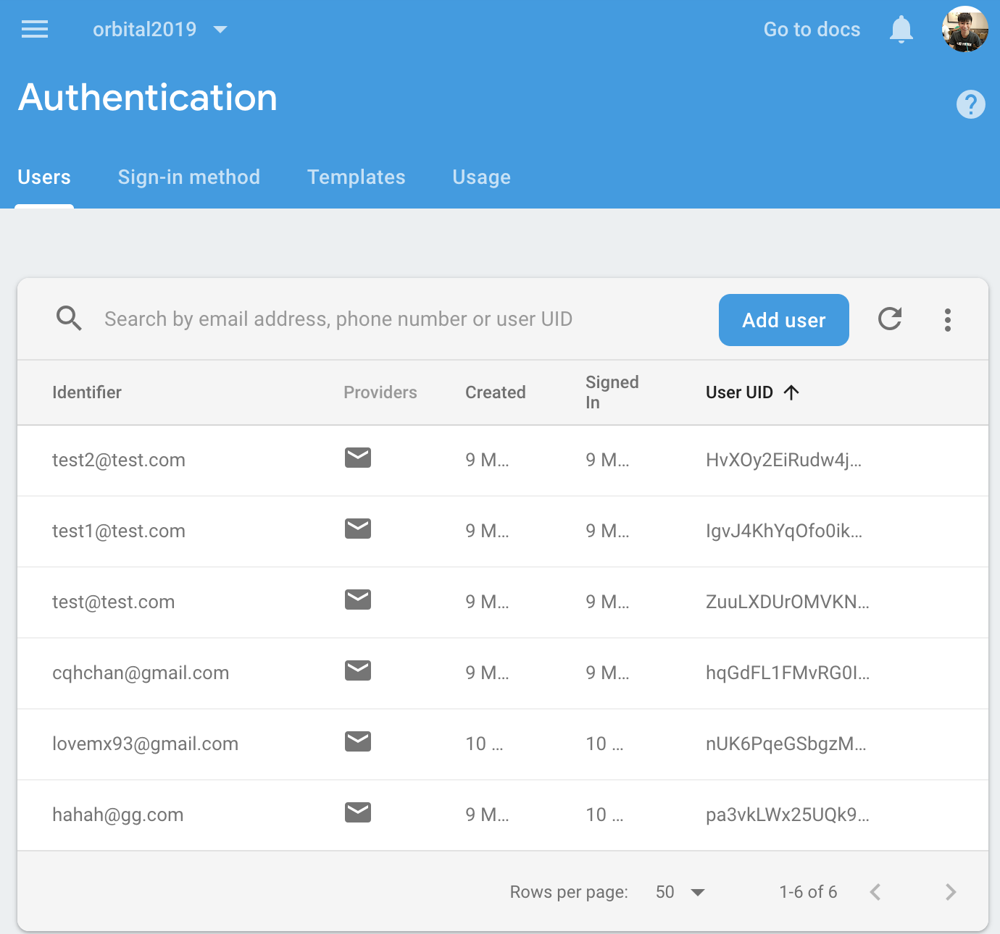 orbital2019 Go to docs
Authentication
Users Sign-in method Templates Usage
Search by email address, phone number or user UID Add user
Identifier Providers Created Signed In User UID
test2@test.com 9 M... 9 M... HvXOy2EiRudw4j...
test1@test.com 9 M... 9 M... IgvJ4KhYqOfo0ik...
test@test.com 9 M... 9 M... ZuuLXDUrOMVKN...
cqhchan@gmail.com 9 M... 9 M... hqGdFL1FMvRG0I...
lovemx93@gmail.com 10 ... 10 ... nUK6PqeGSbgzM...
hahah@gg.com 9 M... 10 ... pa3vkLWx25UQk9...
Rows per page: 50 1-6 of 6